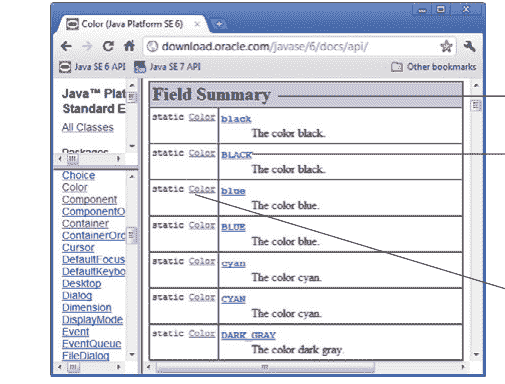 Color (Java Platform SE 6)
download.oracle.com/javase/6/docs/api/
Java SE 6 API
Java SE 7 API
Other bookmarks
Java™ Plat
Standard E
All Classes
Packages
Choice
Color
Component
ComponentO
Container
ContainerOrd
Cursor
DefaultFocus
DefaultKeybo
Desktop
Dialog
Dimension
DisplayMode
Event
EventQueue
FileDialog
Field Summary
static Color black
The color black.
static Color BLACK
The color black.
static Color blue
The color blue.
static Color BLUE
The color blue.
static Color cyan
The color cyan.
static Color CYAN
The color cyan.
static Color DARK_GRAY
The color dark gray.